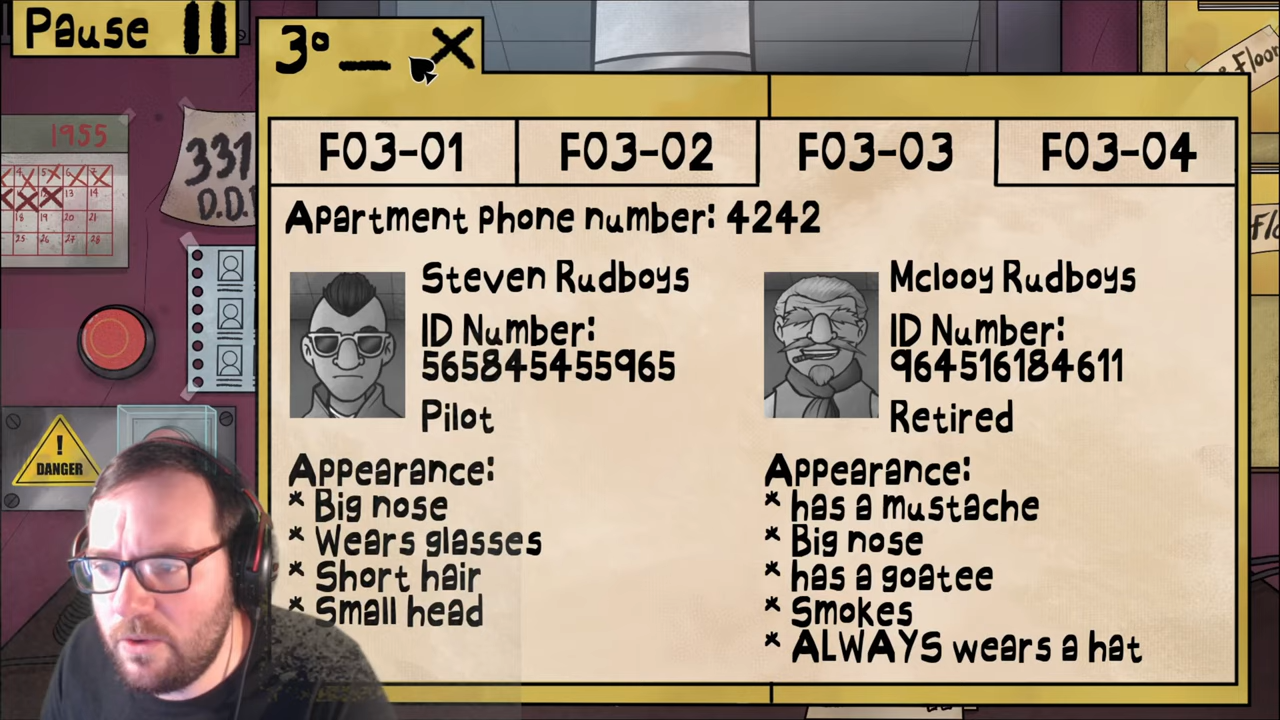 Pause
3º _ X
1955
331
D.D.
Floor
F03-01
F03-02
F03-03
F03-04
Apartment phone number: 4242
Steven Rudboys
ID Number:
565845455965
Pilot
Appearance:
* Big nose
* Wears glasses
* Short hair
* Small head
Mclooy Rudboys
ID Number:
964516184611
Retired
Appearance:
* has a mustache
* Big nose
* has a goatee
* Smokes
* ALWAYS wears a hat
!
DANGER